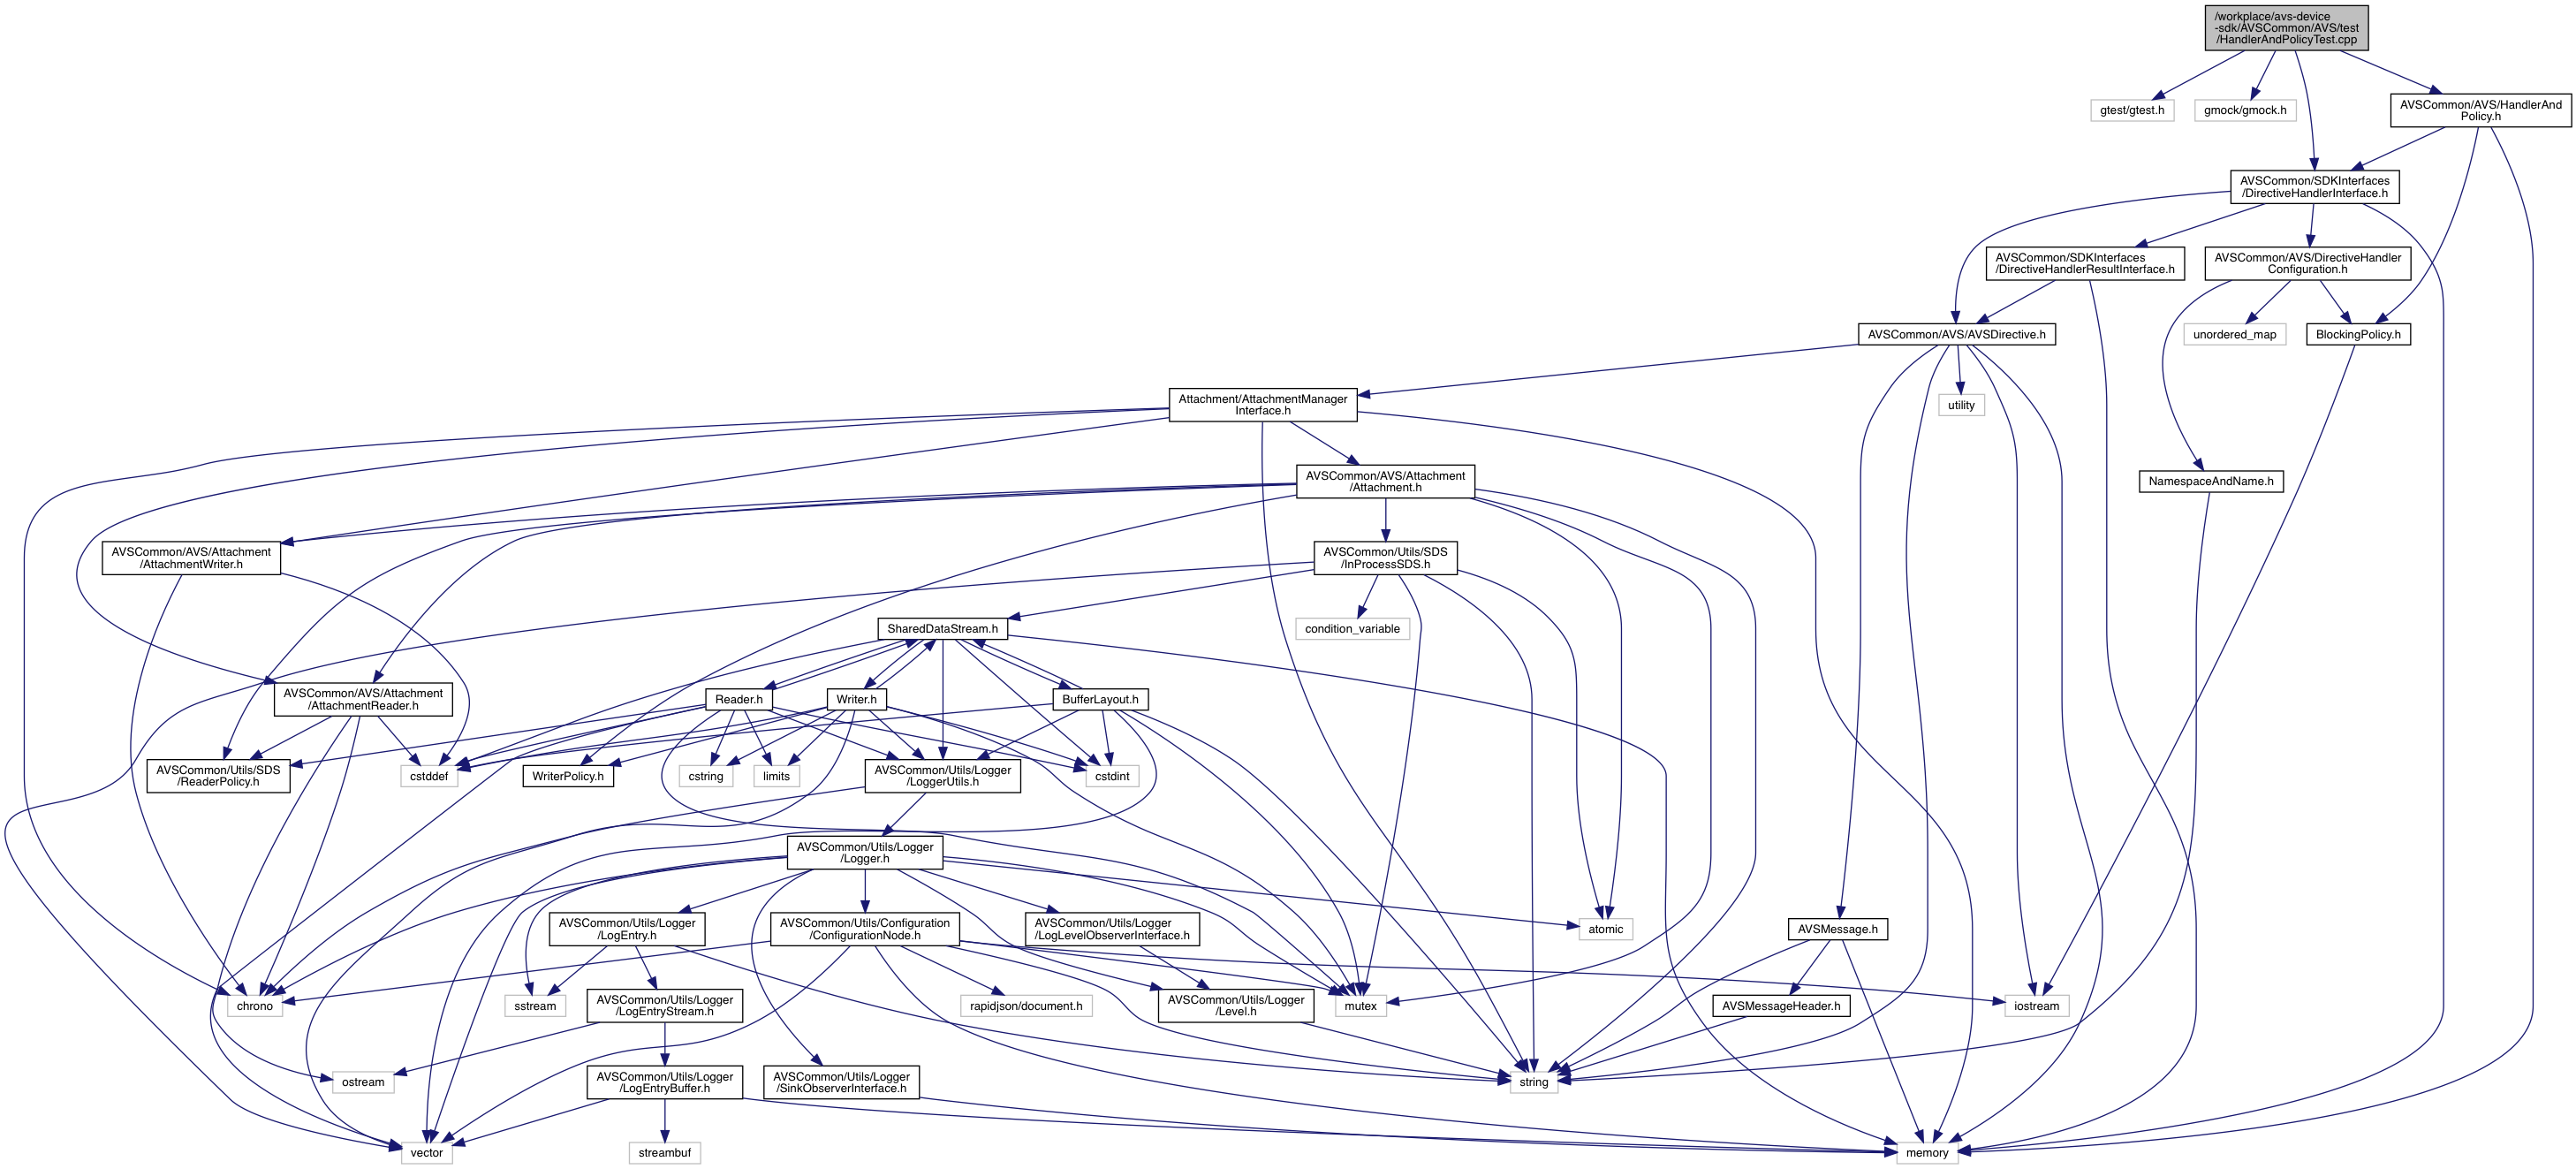 /workplace/avs-device
-sdk/AVSCommon/AVS/test
/HandlerAndPolicyTest.cpp
gtest/gtest.h
gmock/gmock.h
AVSCommon/AVS/HandlerAnd
Policy.h
AVSCommon/SDKInterfaces
/DirectiveHandlerInterface.h
AVSCommon/SDKInterfaces
/DirectiveHandlerResultInterface.h
AVSCommon/AVS/DirectiveHandler
Configuration.h
AVSCommon/AVS/AVSDirective.h
unordered_map
BlockingPolicy.h
Attachment/AttachmentManager
Interface.h
utility
AVSCommon/AVS/Attachment
/Attachment.h
NamespaceAndName.h
AVSCommon/AVS/Attachment
/AttachmentWriter.h
AVSCommon/Utils/SDS
/InProcessSDS.h
SharedDataStream.h
condition_variable
AVSCommon/AVS/Attachment
/AttachmentReader.h
Reader.h
Writer.h
BufferLayout.h
AVSCommon/Utils/SDS
/ReaderPolicy.h
cstddef
WriterPolicy.h
cstring
limits
AVSCommon/Utils/Logger
/LoggerUtils.h
cstdint
AVSCommon/Utils/Logger
/Logger.h
AVSCommon/Utils/Logger
/LogEntry.h
AVSCommon/Utils/Configuration
/ConfigurationNode.h
AVSCommon/Utils/Logger
/LogLevelObserverInterface.h
atomic
AVSMessage.h
chrono
sstream
AVSCommon/Utils/Logger
/LogEntryStream.h
rapidjson/document.h
AVSCommon/Utils/Logger
/Level.h
mutex
AVSMessageHeader.h
iostream
ostream
AVSCommon/Utils/Logger
/LogEntryBuffer.h
AVSCommon/Utils/Logger
/SinkObserverInterface.h
string
vector
streambuf
memory